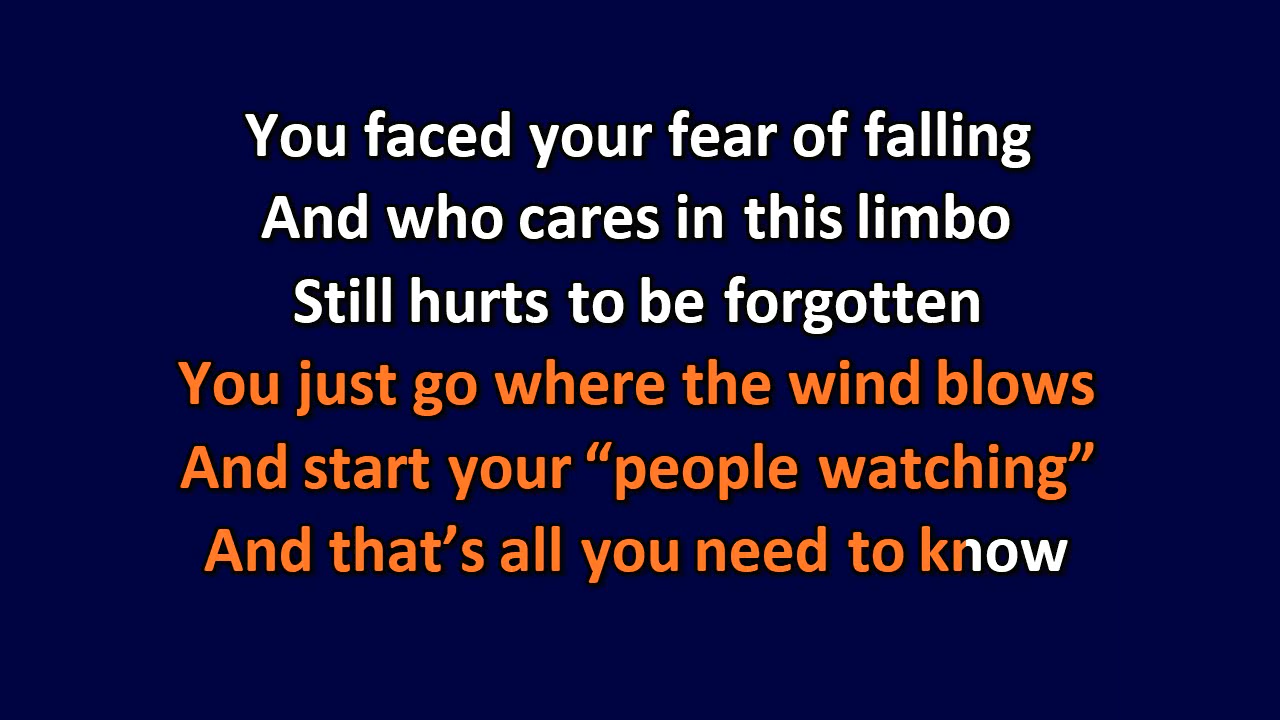 You faced your fear of falling
And who cares in this limbo
Still hurts to be forgotten
You just go where the wind blows
And start your “people watching”
And that’s all you need to know